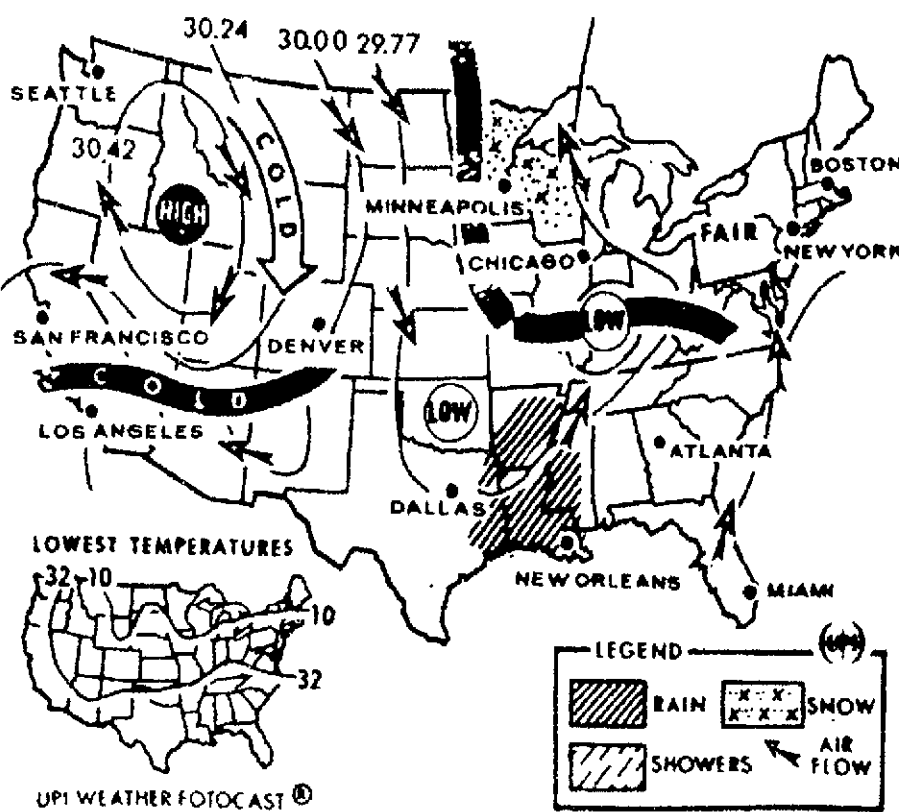 30.24
30.00 29.77
SEATTLE
COLD
30.42
HIGH
BOSTON
MINNEAPOLIS
FAIR
NEW YORK
CHICAGO
LOW
SAN FRANCISCO
DENVER
COLD
LOW
LOS ANGELES
ATLANTA
DALLAS
LOWEST TEMPERATURES
NEW ORLEANS
32 10
MIAMI
10
32
LEGEND
UPI
RAIN
SNOW
SHOWERS
AIR
FLOW
UPI WEATHER FOTOCAST ®